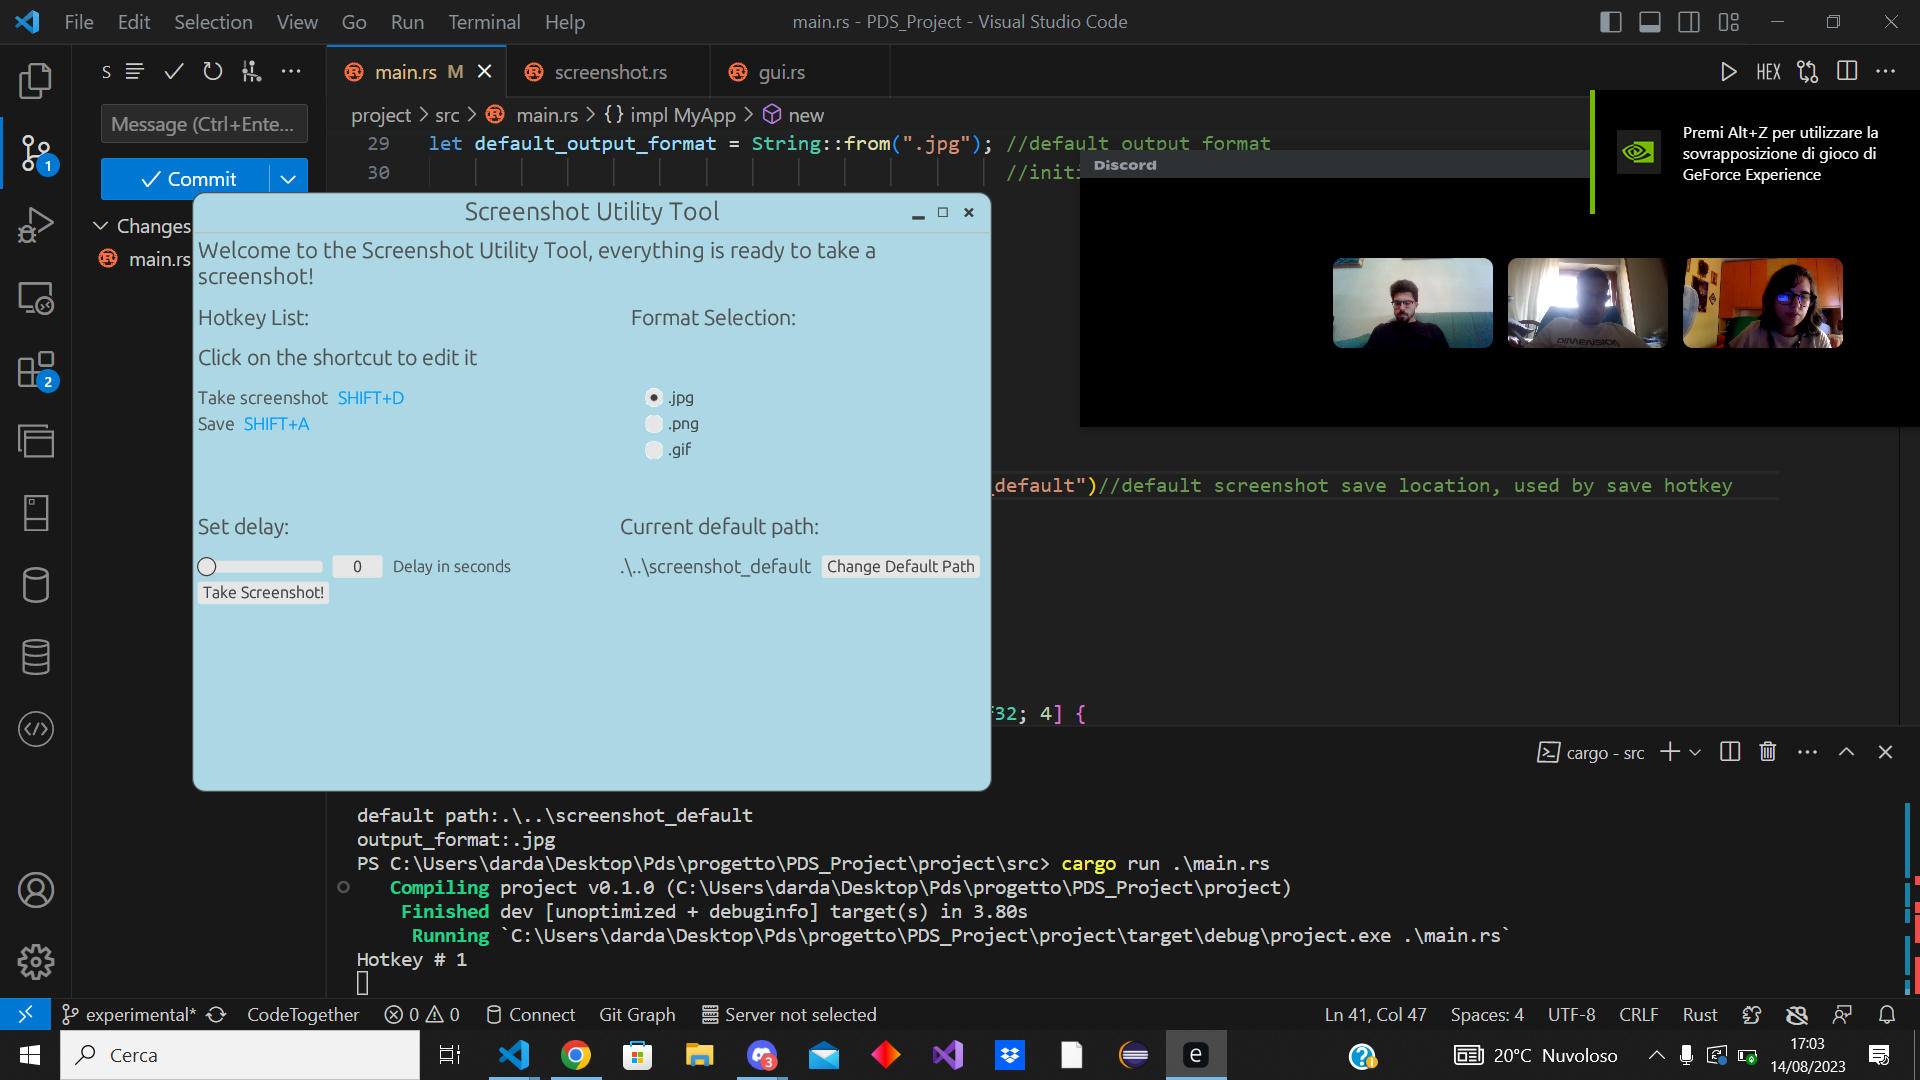 File Edit Selection View Go Run Terminal Help
main.rs - PDS_Project - Visual Studio Code
S
main.rs M
screenshot.rs
gui.rs
HEX
Message (Ctrl+Ente...
project > src > main.rs > {} impl MyApp > new
29 let default_output_format = String::from(".jpg"); //default output format
30 //initi
Commit
1
Changes
main.rs
2
Discord
Premi Alt+Z per utilizzare la
sovrapposizione di gioco di
GeForce Experience
DIMENSION
Screenshot Utility Tool
Welcome to the Screenshot Utility Tool, everything is ready to take a
screenshot!
Hotkey List:
Format Selection:
Click on the shortcut to edit it
Take screenshot SHIFT+D
.jpg
Save SHIFT+A
.png
.gif
Set delay:
Current default path:
0 Delay in seconds
.\..\screenshot_default Change Default Path
Take Screenshot!
_default")//default screenshot save location, used by save hotkey
f32; 4] {
cargo - src
default path:.\..\screenshot_default
output_format:.jpg
PS C:\Users\darda\Desktop\Pds\progetto\PDS_Project\project\src> cargo run .\main.rs
Compiling project v0.1.0 (C:\Users\darda\Desktop\Pds\progetto\PDS_Project\project)
Finished dev [unoptimized + debuginfo] target(s) in 3.80s
Running `C:\Users\darda\Desktop\Pds\progetto\PDS_Project\project\target\debug\project.exe .\main.rs`
Hotkey # 1
experimental* CodeTogether 0 0 Connect Git Graph Server not selected
Ln 41, Col 47 Spaces: 4 UTF-8 CRLF Rust
Cerca
3
e
20°C Nuvoloso
17:03
14/08/2023